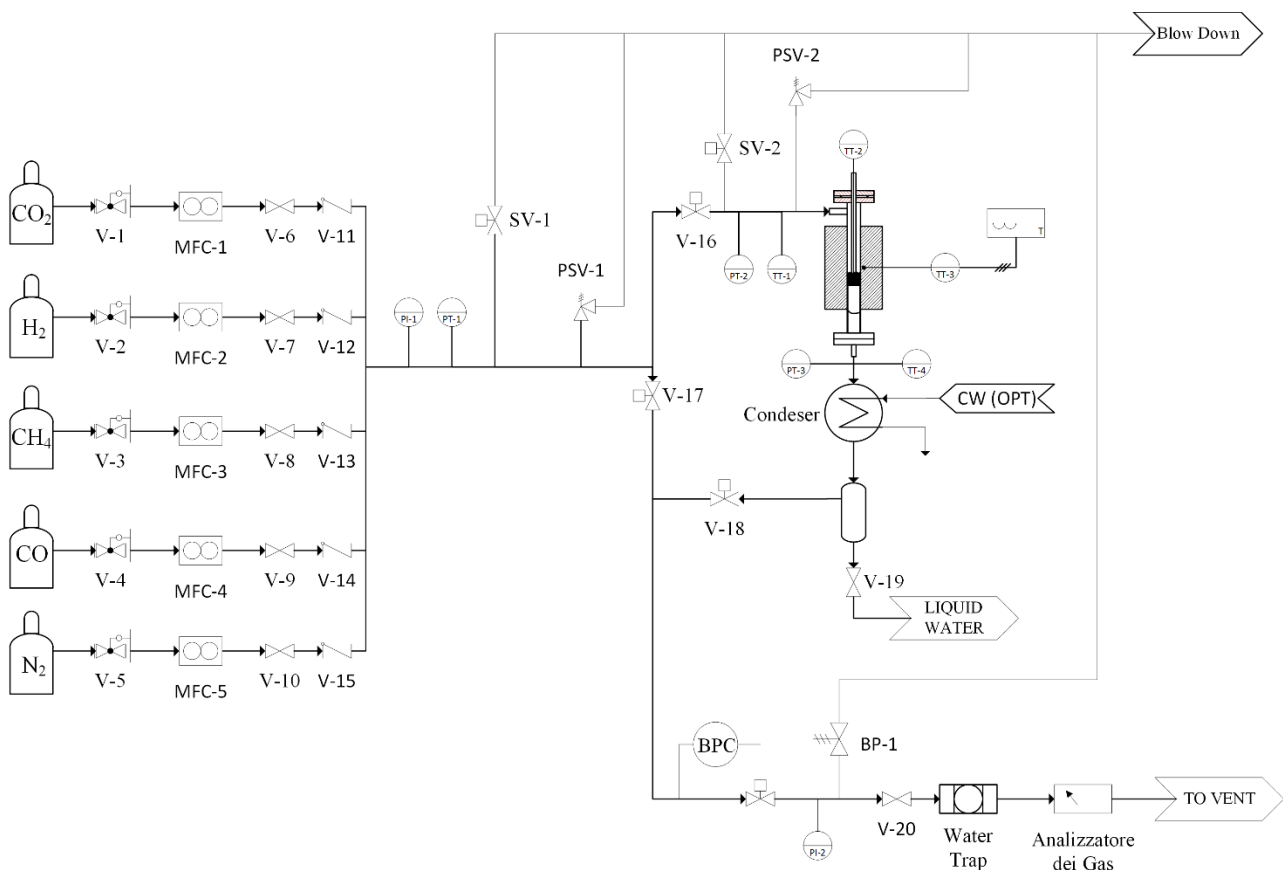 Blow Down
PSV-2
SV-2
TT-2
CO₂
V-1
MFC-1
V-6
V-11
SV-1
V-16
PT-2
TT-1
TT-3
T
PSV-1
H₂
V-2
MFC-2
V-7
V-12
PI-1
PT-1
PT-3
TT-4
V-17
CW (OPT)
Condeser
CH₄
V-3
MFC-3
V-8
V-13
V-18
CO
V-4
MFC-4
V-9
V-14
V-19
LIQUID
WATER
N₂
V-5
MFC-5
V-10
V-15
BPC
BP-1
TO VENT
PI-2
V-20
Water
Trap
Analizzatore
dei Gas